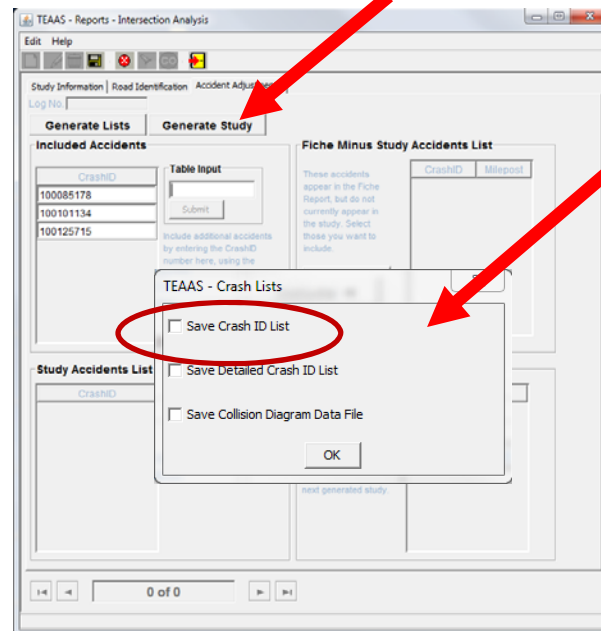 TEAAS - Reports - Intersection Analysis
Edit Help
Study Information Road Identification Accident Adjustment
Log No.
Generate Lists Generate Study
Included Accidents
CrashID
100085178
100101134
100125715
Table Input
Submit
Include additional accidents
by entering the CrashID
number here, using the
Fiche Minus Study Accidents List
These accidents
appear in the Fiche
Report, but do not
currently appear in
the study. Select
those you want to
include.
CrashID Milepost
TEAAS - Crash Lists
Save Crash ID List
Save Detailed Crash ID List
Save Collision Diagram Data File
OK
Study Accidents List
CrashID
next generated study.
0 of 0